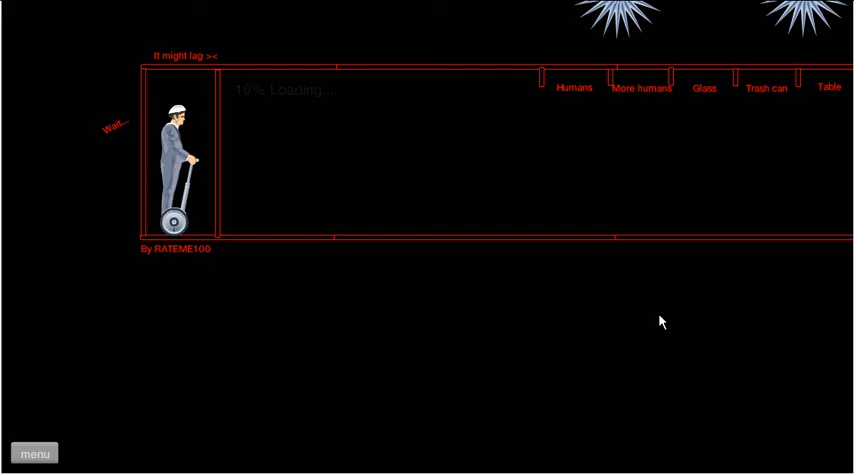 It might lag ><
10% Loading...
Humans
More humans
Glass
Trash can
Table
Wait...
By RATEME100
menu